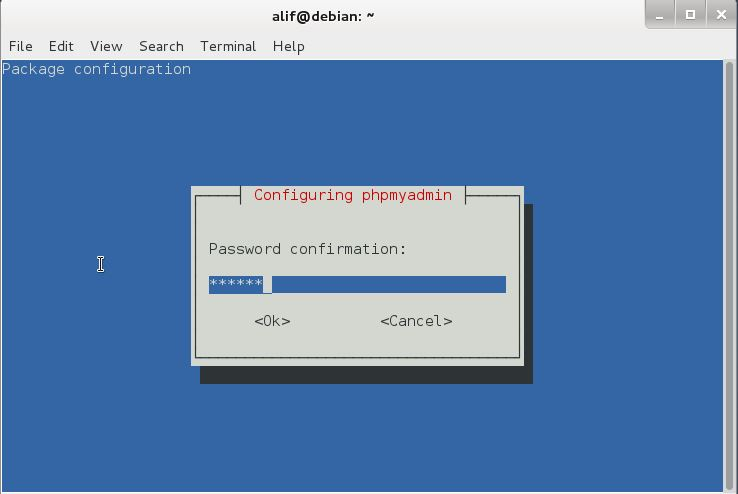 alif@debian: ~
File Edit View Search Terminal Help
Package configuration
Configuring phpmyadmin
Password confirmation:
******_
<Ok> <Cancel>